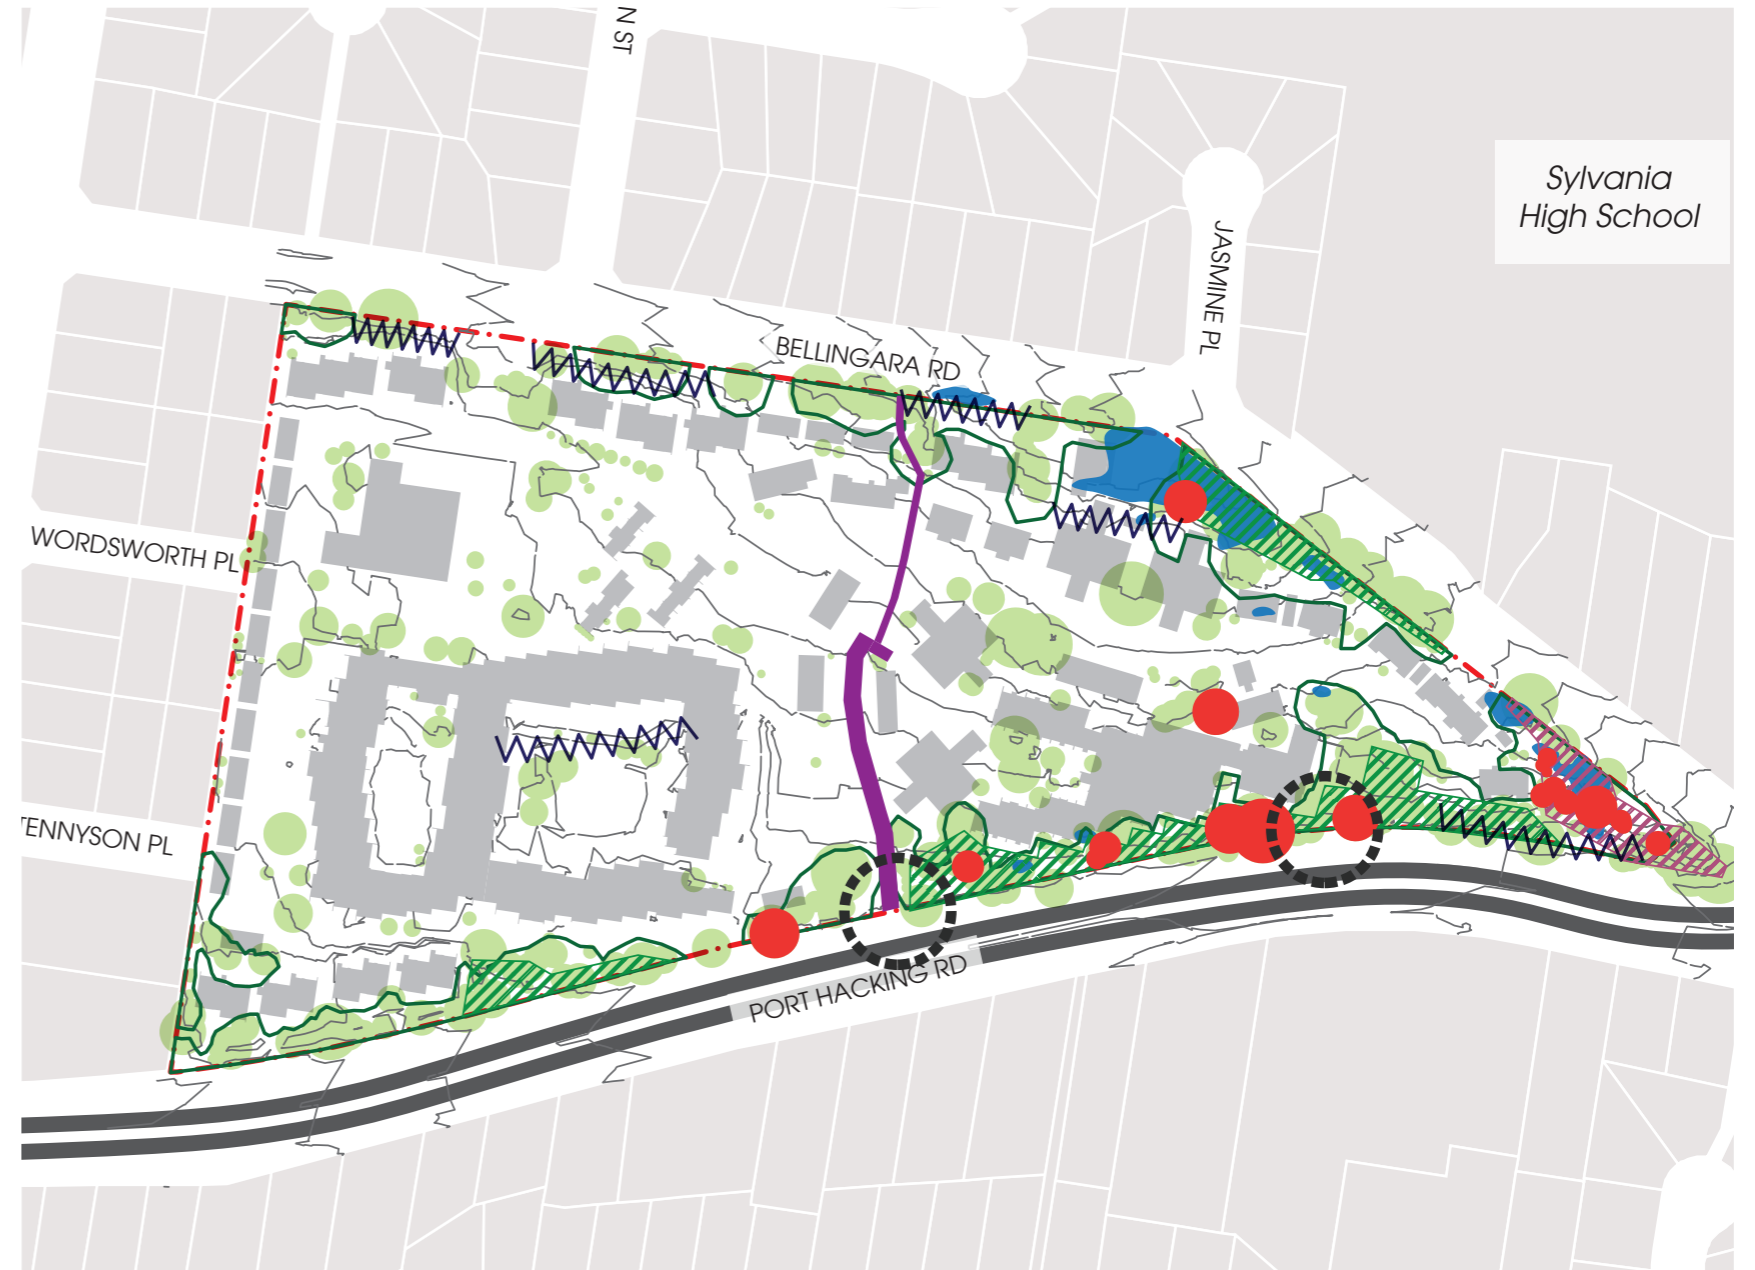 N ST
Sylvania
High School
JASMINE PL
BELLINGARA RD
WORDSWORTH PL
TENNYSON PL
PORT HACKING RD